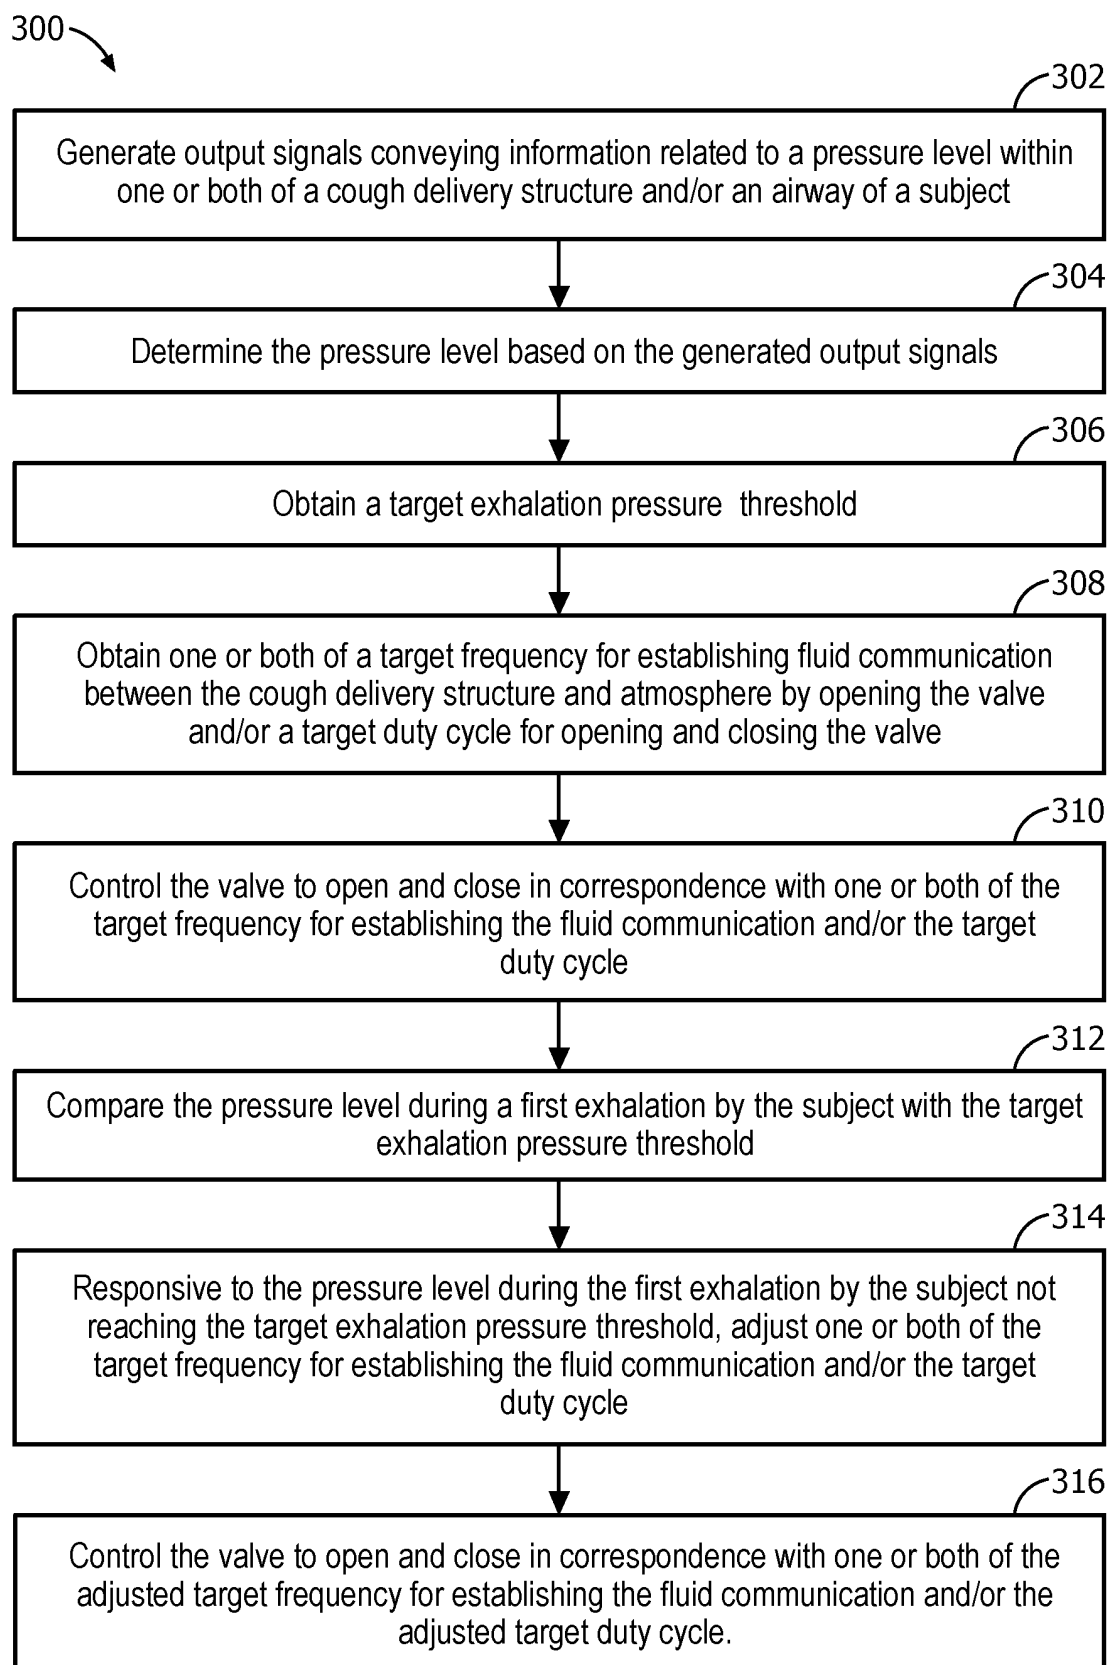 300
302
Generate output signals conveying information related to a pressure level within
one or both of a cough delivery structure and/or an airway of a subject
304
Determine the pressure level based on the generated output signals
306
Obtain a target exhalation pressure threshold
308
Obtain one or both of a target frequency for establishing fluid communication
between the cough delivery structure and atmosphere by opening the valve
and/or a target duty cycle for opening and closing the valve
310
Control the valve to open and close in correspondence with one or both of the
target frequency for establishing the fluid communication and/or the target
duty cycle
312
Compare the pressure level during a first exhalation by the subject with the target
exhalation pressure threshold
314
Responsive to the pressure level during the first exhalation by the subject not
reaching the target exhalation pressure threshold, adjust one or both of the
target frequency for establishing the fluid communication and/or the target
duty cycle
316
Control the valve to open and close in correspondence with one or both of the
adjusted target frequency for establishing the fluid communication and/or the
adjusted target duty cycle.